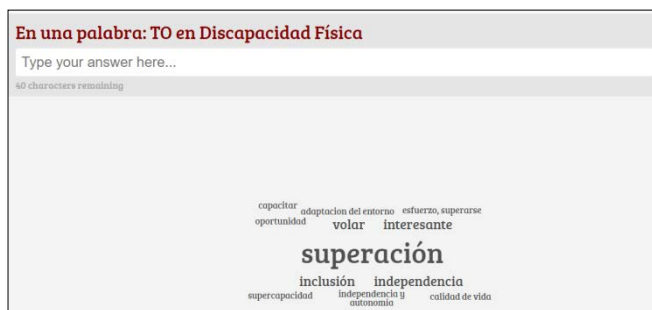 En una palabra: TO en Discapacidad Física
Type your answer here...
40 characters remaining
capacitar adaptacion del entorno esfuerzo, superarse
oportunidad volar interesante
superación
inclusión independencia
supercapacidad independencia y autonomía calidad de vida